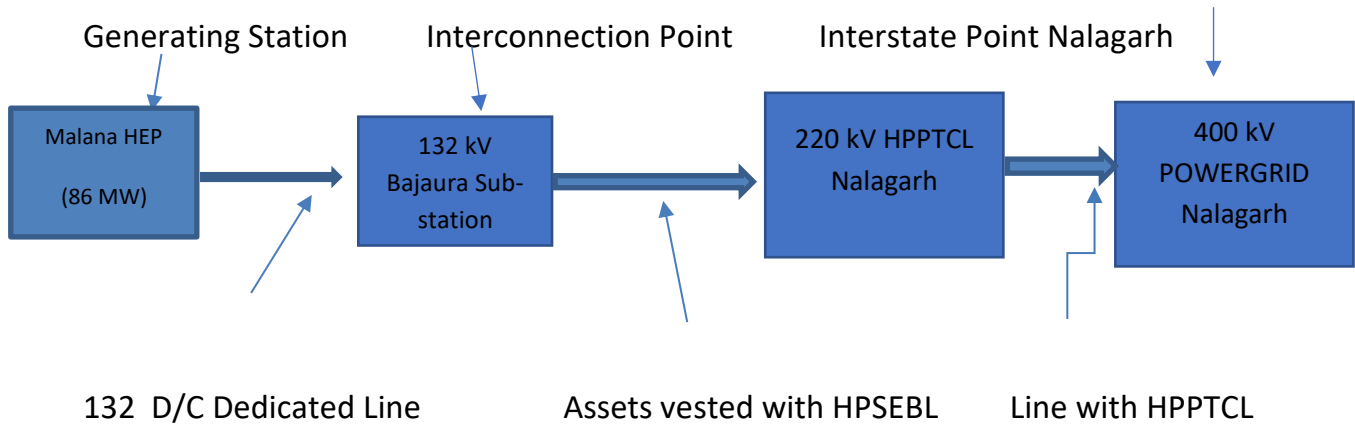 Generating Station
Interconnection Point
Interstate Point Nalagarh
Malana HEP
(86 MW)
132 kV
Bajaura Sub-
station
220 kV HPPTCL
Nalagarh
400 kV
POWERGRID
Nalagarh
132 D/C Dedicated Line
Assets vested with HPSEBL
Line with HPPTCL